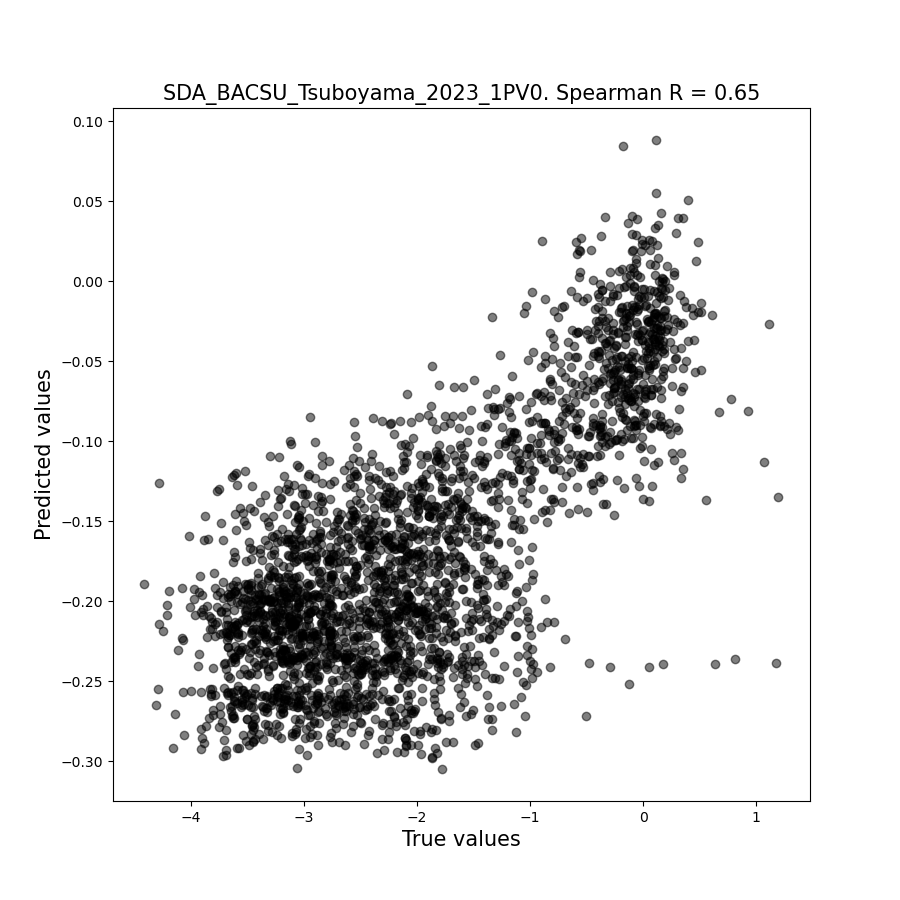 SDA_BACSU_Tsuboyama_2023_1PV0. Spearman R = 0.65
0.10
0.05
0.00
−0.05
−0.10
−0.15
−0.20
−0.25
−0.30
Predicted values
−4 −3 −2 −1 0 1
True values